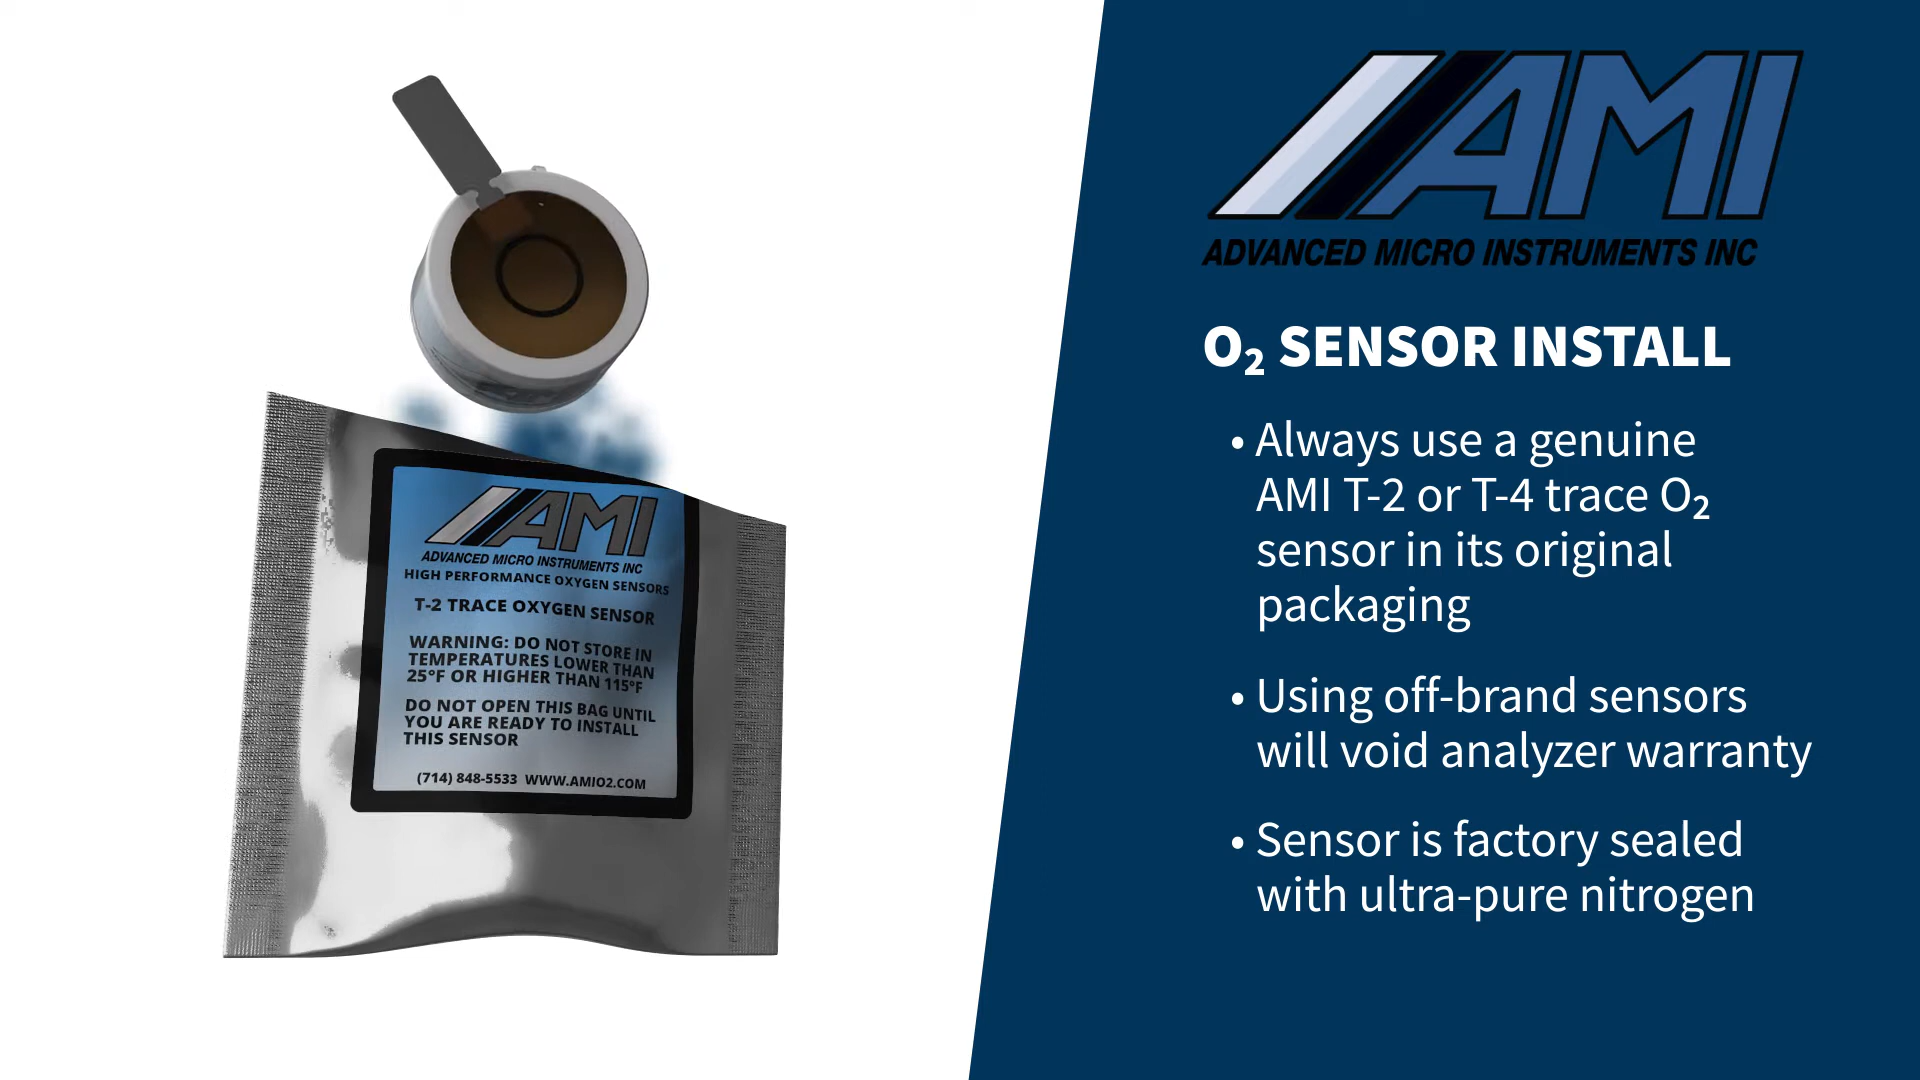 AMI
ADVANCED MICRO INSTRUMENTS INC
HIGH PERFORMANCE OXYGEN SENSORS
T-2 TRACE OXYGEN SENSOR
WARNING: DO NOT STORE IN
TEMPERATURES LOWER THAN
25°F OR HIGHER THAN 115°F
DO NOT OPEN THIS BAG UNTIL
YOU ARE READY TO INSTALL
THIS SENSOR
(714) 848-5533 WWW.AMIO2.COM
AMI
ADVANCED MICRO INSTRUMENTS INC
O₂ SENSOR INSTALL
• Always use a genuine
AMI T-2 or T-4 trace O₂
sensor in its original
packaging
• Using off-brand sensors
will void analyzer warranty
• Sensor is factory sealed
with ultra-pure nitrogen